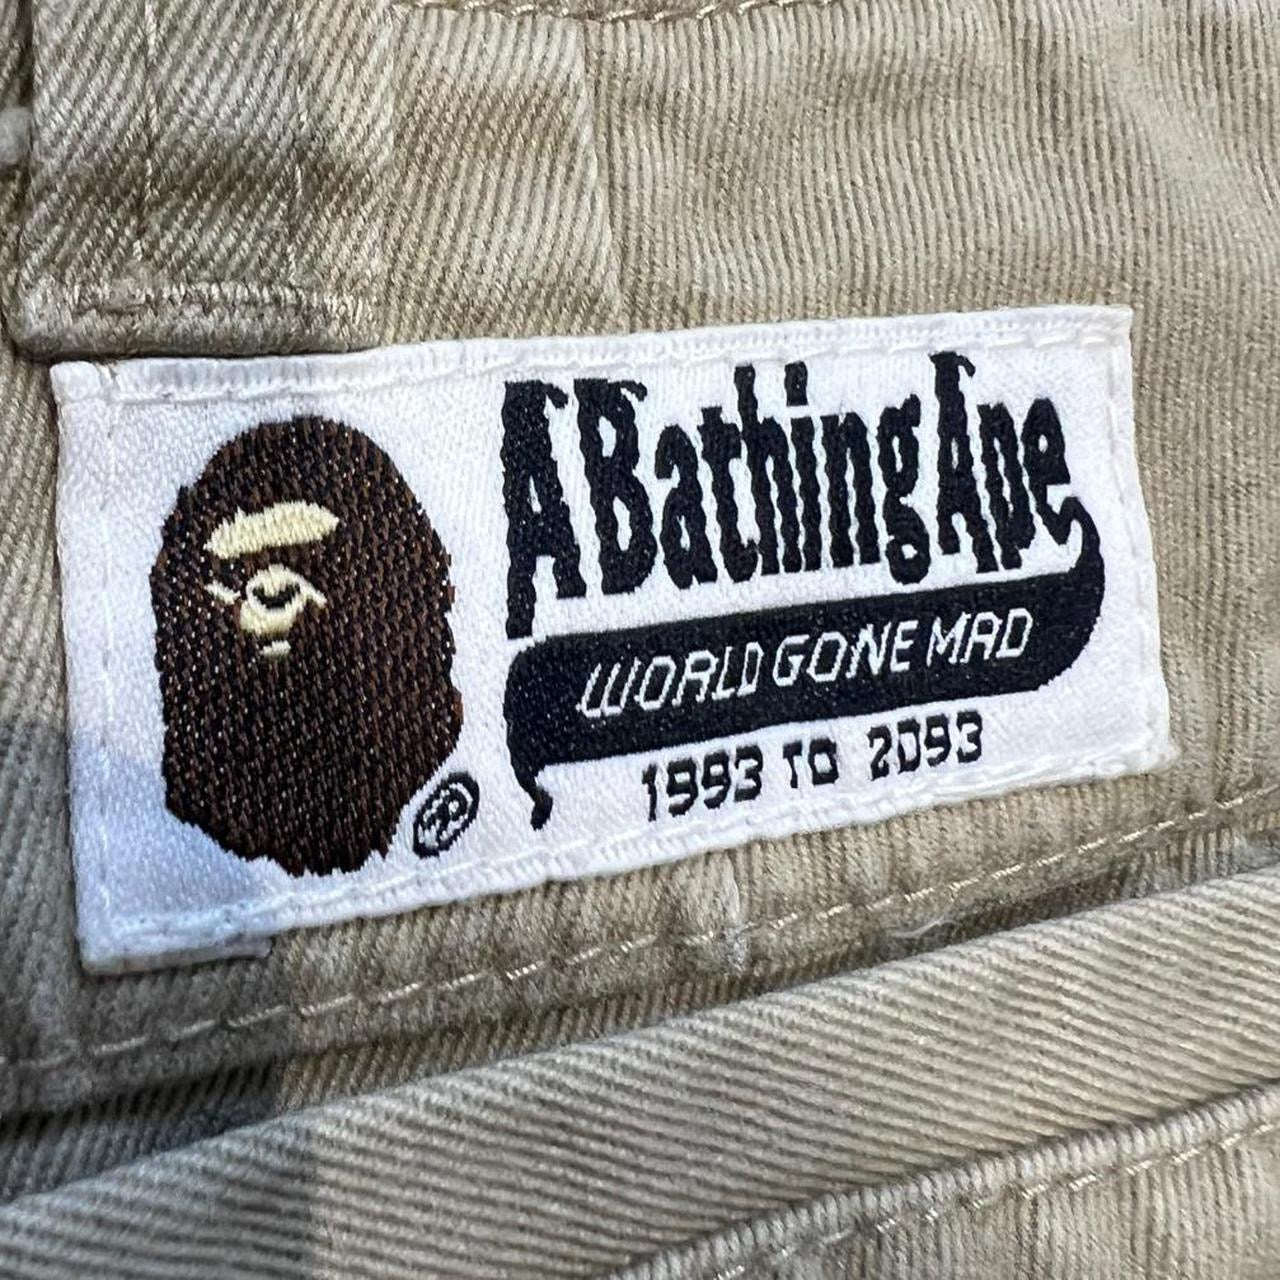 A Bathing Ape
WORLD GONE MAD
1993 TO 2093
®